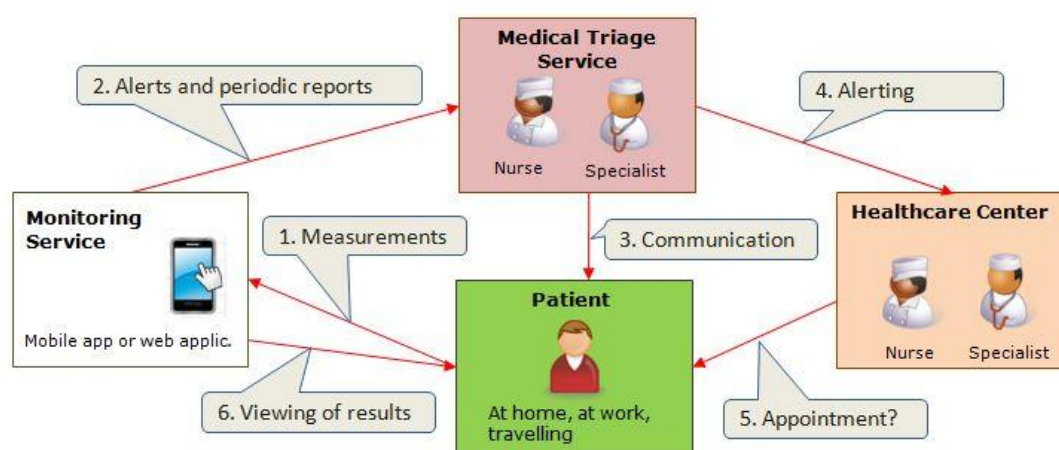 Medical Triage
Service
Nurse
Specialist
2. Alerts and periodic reports
4. Alerting
Monitoring
Service
Mobile app or web applic.
1. Measurements
3. Communication
Healthcare Center
Nurse
Specialist
Patient
At home, at work,
travelling
6. Viewing of results
5. Appointment?